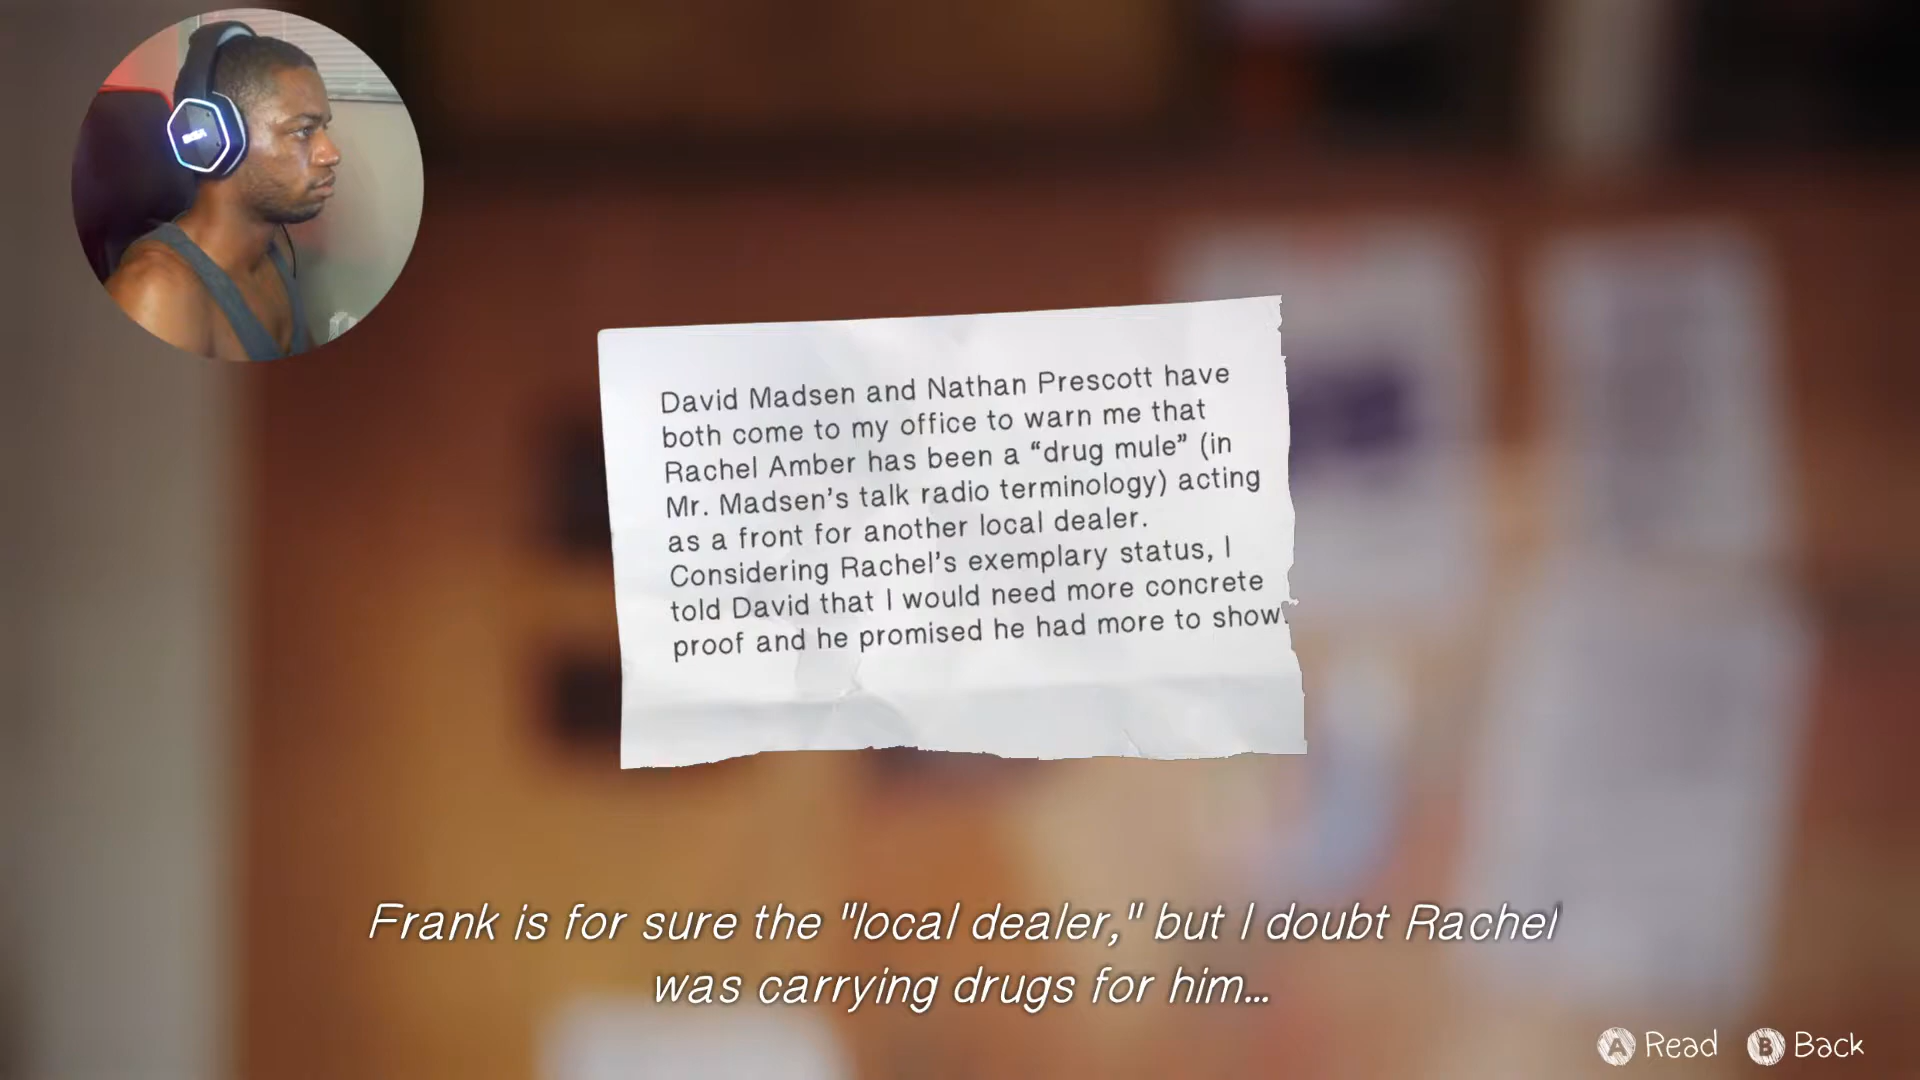 David Madsen and Nathan Prescott have
both come to my office to warn me that
Rachel Amber has been a “drug mule” (in
Mr. Madsen’s talk radio terminology) acting
as a front for another local dealer.
Considering Rachel’s exemplary status, I
told David that I would need more concrete
proof and he promised he had more to show.
Frank is for sure the "local dealer," but I doubt Rachel
was carrying drugs for him...
A Read B Back